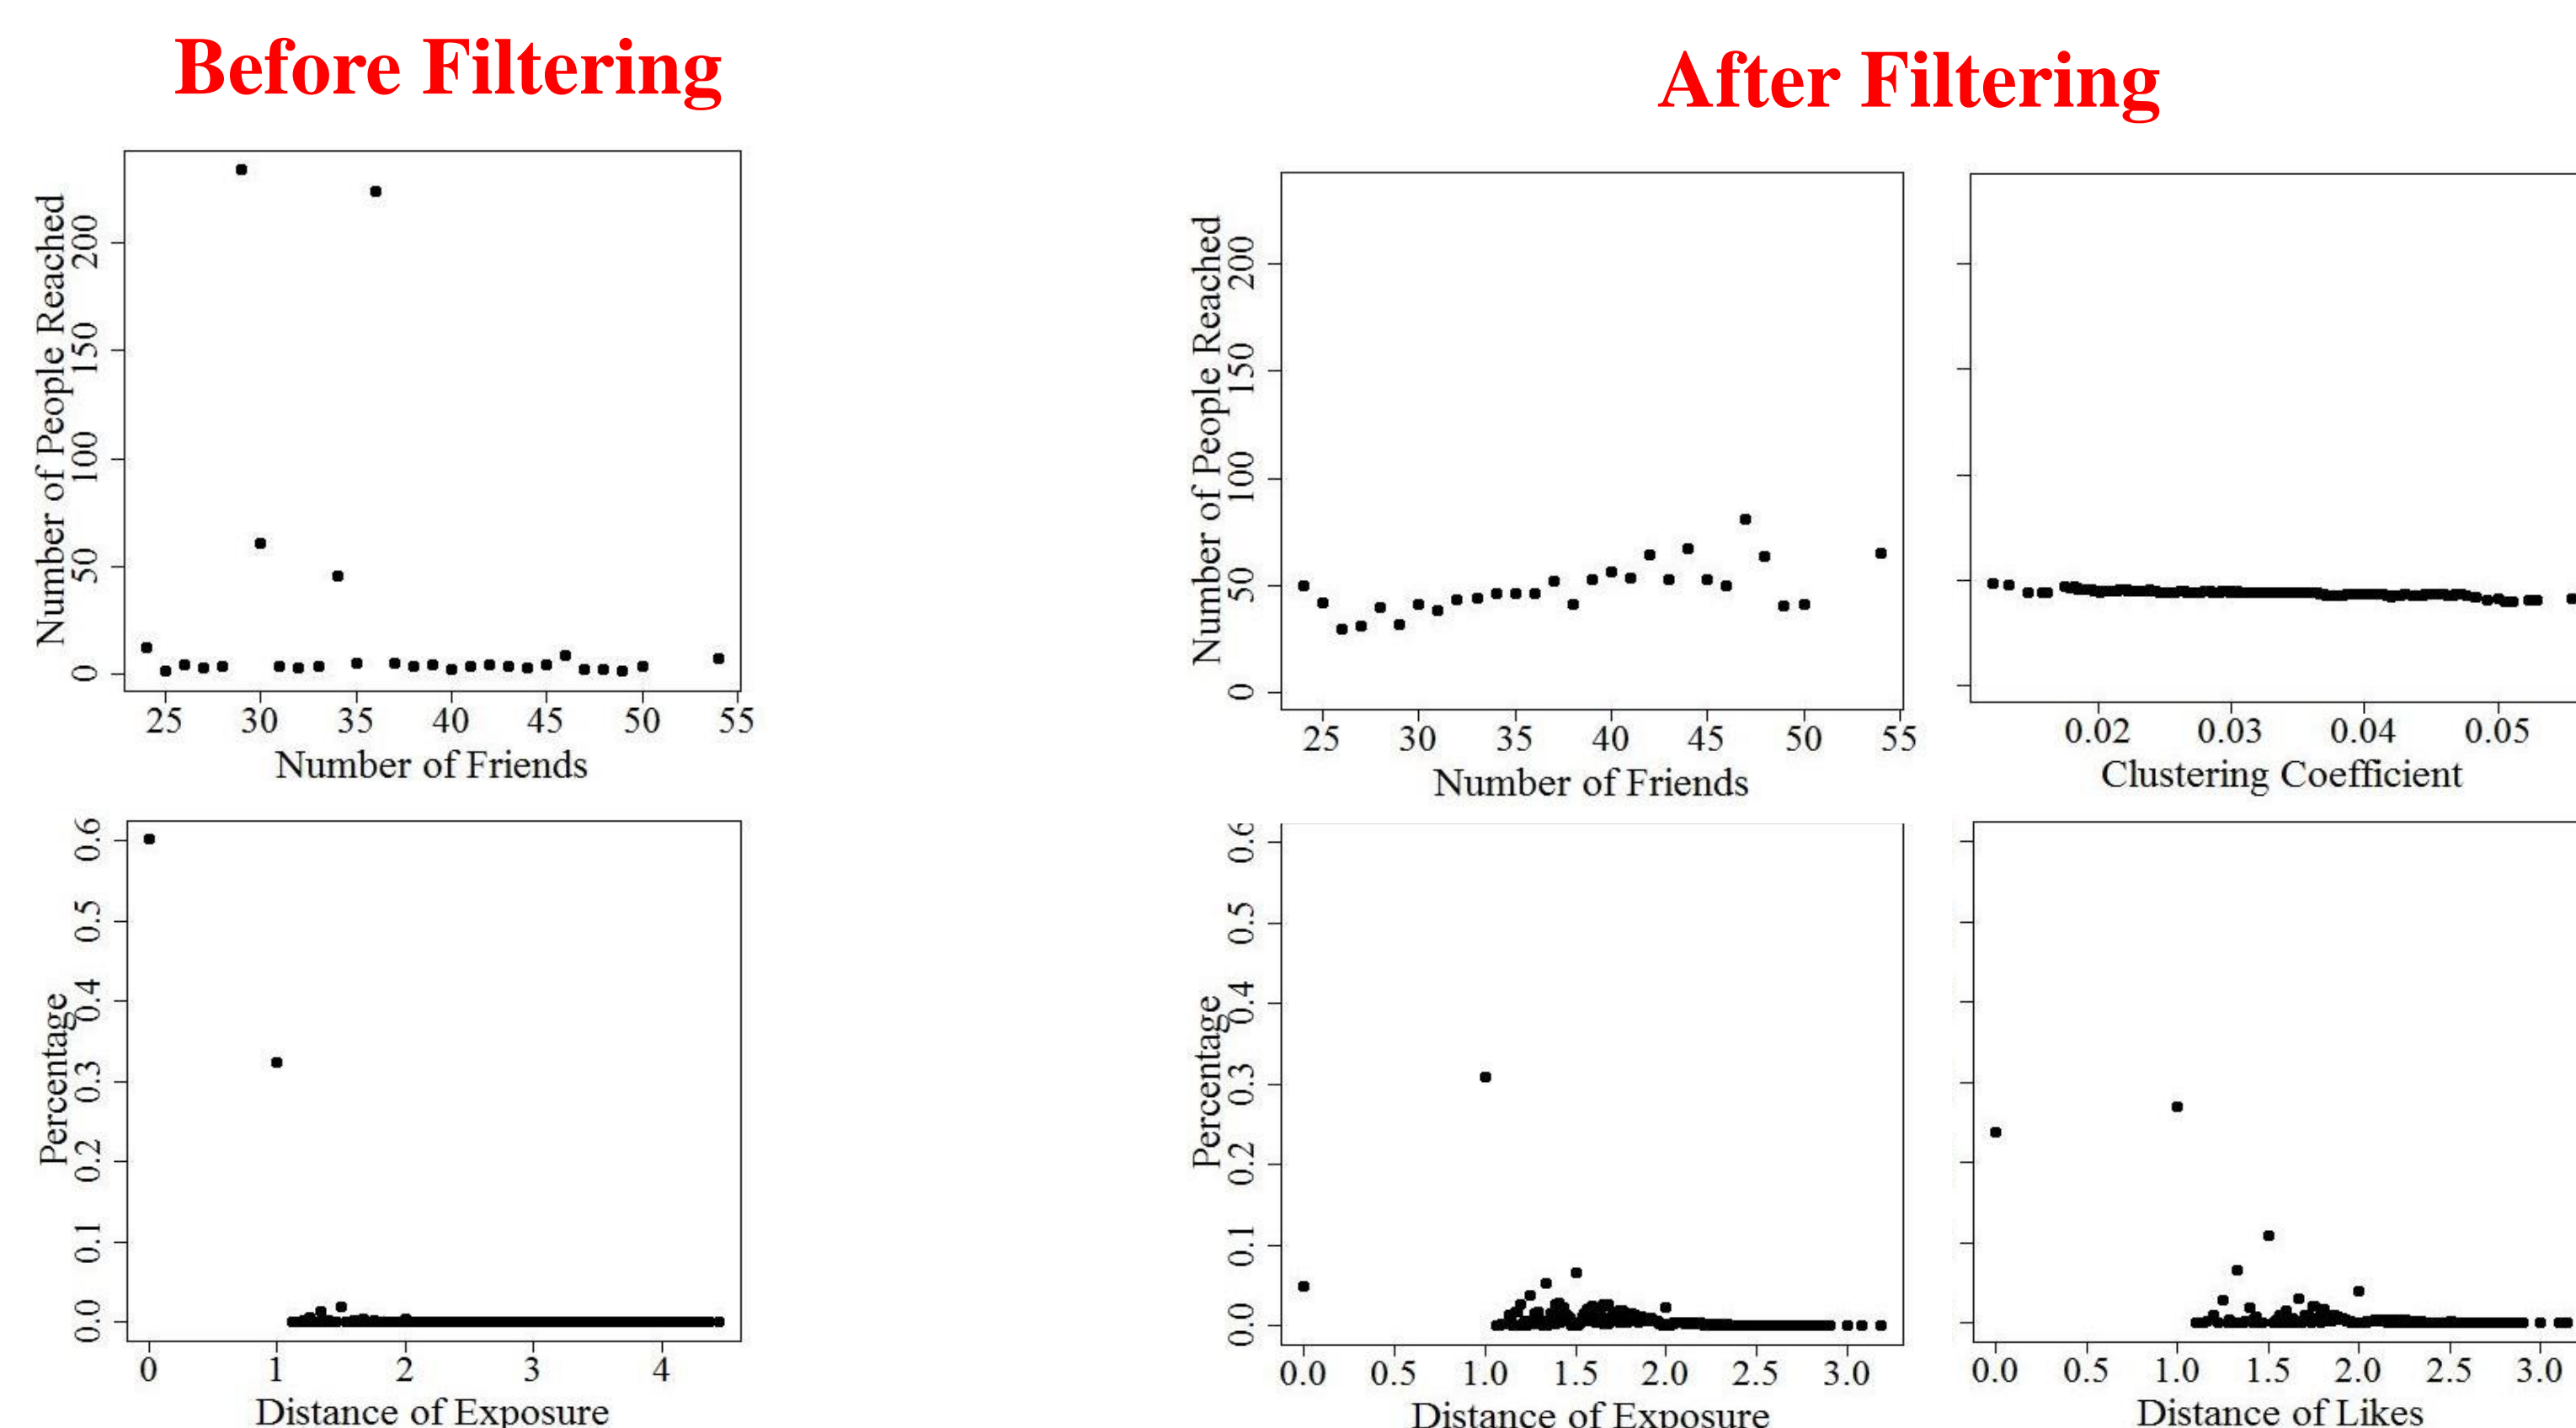 Before Filtering
After Filtering
Number of People Reached
200
150
100
50
0
25 30 35 40 45 50 55
Number of Friends
Number of People Reached
200
150
100
50
0
25 30 35 40 45 50 55
Number of Friends
0.02 0.03 0.04 0.05
Clustering Coefficient
Percentage
0.6
0.5
0.4
0.3
0.2
0.1
0.0
0 1 2 3 4
Distance of Exposure
Percentage
0.6
0.5
0.4
0.3
0.2
0.1
0.0
0.0 0.5 1.0 1.5 2.0 2.5 3.0
Distance of Exposure
0.0 0.5 1.0 1.5 2.0 2.5 3.0
Distance of Likes